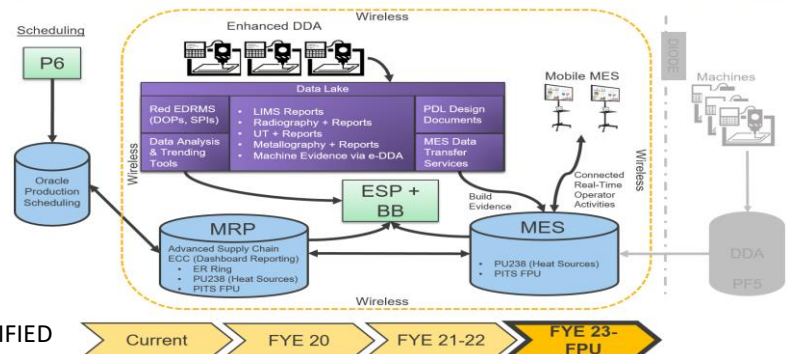 Wireless
Scheduling
Enhanced DDA
P6
DIODE
Machines
Mobile MES
Data Lake
Red EDRMS
(DOPs, SPIs)
• LIMS Reports
• Radiography + Reports
• UT + Reports
• Metallography + Reports
• Machine Evidence via e-DDA
PDL Design
Documents
Data Analysis
& Trending
Tools
MES Data
Transfer
Services
Wireless
Wireless
Oracle
Production
Scheduling
ESP +
BB
Build
Evidence
Connected
Real-Time
Operator
Activities
MRP
Advanced Supply Chain
ECC (Dashboard Reporting)
• ER Ring
• PU238 (Heat Sources)
• PITS FPU
MES
• PU238 (Heat Sources)
• PITS FPU
DDA
PF5
Wireless
IFIED
Current
FYE 20
FYE 21-22
FYE 23-
FPU